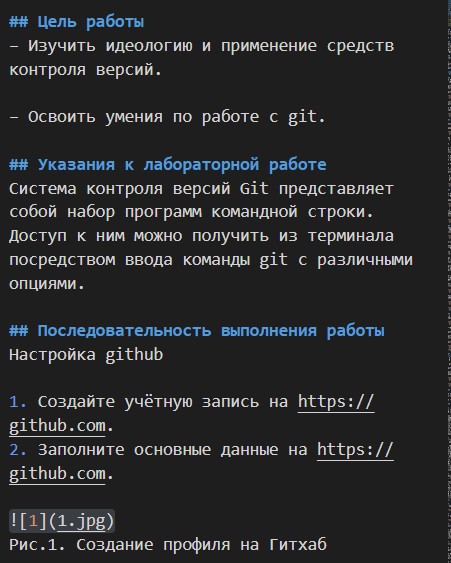 ## Цель работы
– Изучить идеологию и применение средств
контроля версий.
– Освоить умения по работе с git.
## Указания к лабораторной работе
Система контроля версий Git представляет
собой набор программ командной строки.
Доступ к ним можно получить из терминала
посредством ввода команды git с различными
опциями.
## Последовательность выполнения работы
Настройка github
1. Создайте учётную запись на https://
github.com.
2. Заполните основные данные на https://
github.com.
![1](1.jpg)
Рис.1. Создание профиля на Гитхаб